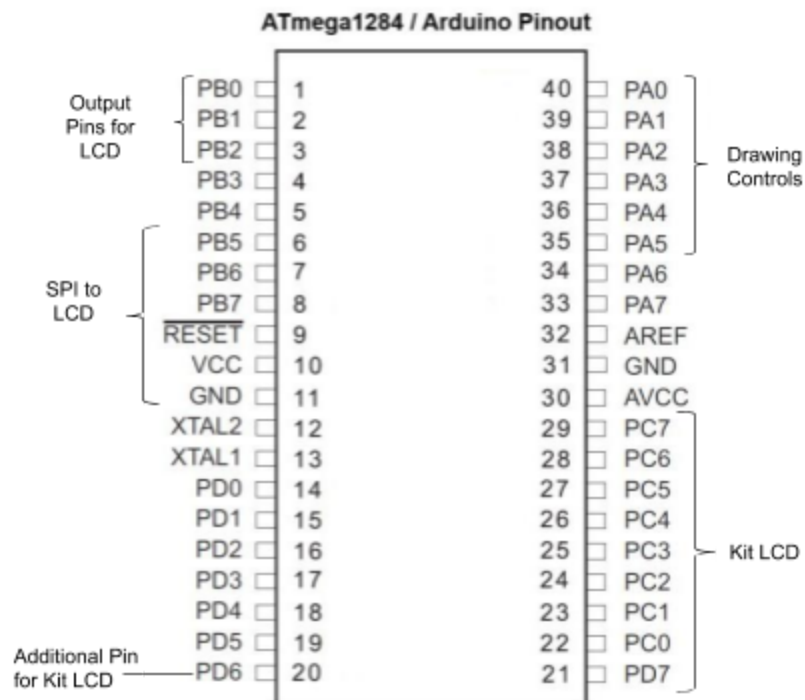 ATmega1284 / Arduino Pinout
Output
Pins for
LCD
PB0 1 40 PA0
PB1 2 39 PA1
PB2 3 38 PA2
PB3 4 37 PA3
Drawing
Controls
PB4 5 36 PA4
PB5 6 35 PA5
PB6 7 34 PA6
SPI to
LCD
PB7 8 33 PA7
RESET 9 32 AREF
VCC 10 31 GND
GND 11 30 AVCC
XTAL2 12 29 PC7
XTAL1 13 28 PC6
PD0 14 27 PC5
PD1 15 26 PC4
PD2 16 25 PC3
Kit LCD
PD3 17 24 PC2
PD4 18 23 PC1
PD5 19 22 PC0
Additional Pin
for Kit LCD
PD6 20 21 PD7